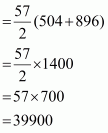 = 57/2 (504 + 896)
= 57/2 × 1400
= 57 × 700
= 39900